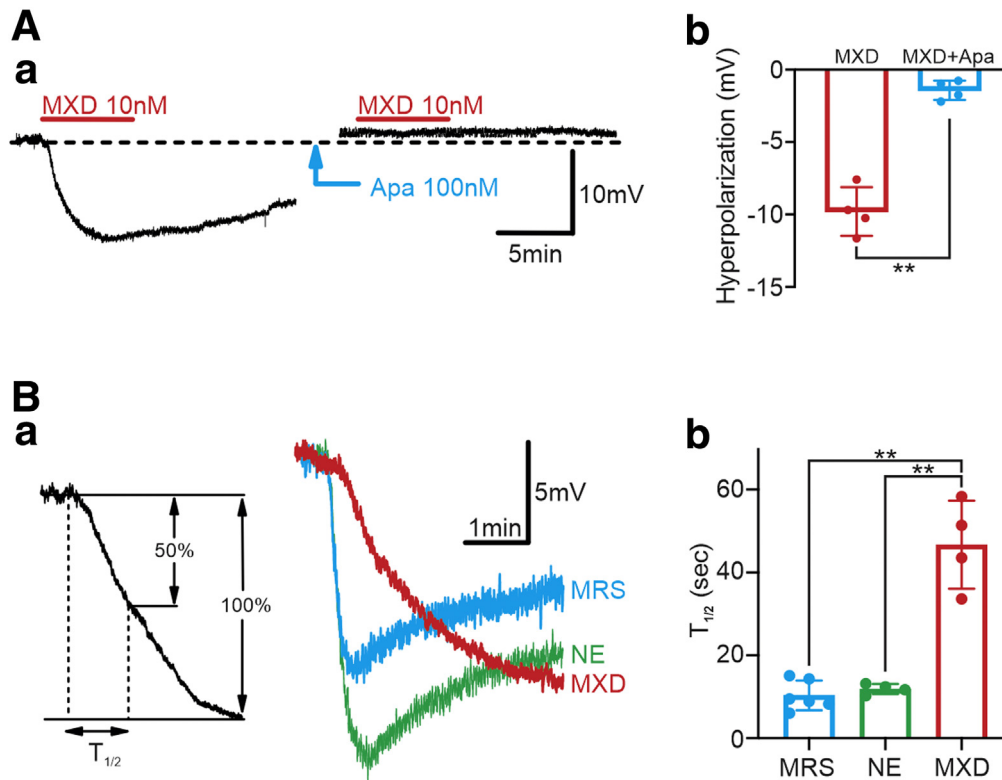 A
a
MXD 10nM
MXD 10nM
Apa 100nM
10mV
5min
b
MXD
MXD+Apa
Hyperpolarization (mV)
0
-5
-10
-15
**
B
a
50%
100%
T1/2
5mV
1min
MRS
NE
MXD
b
**
**
T1/2 (sec)
60
40
20
0
MRS
NE
MXD